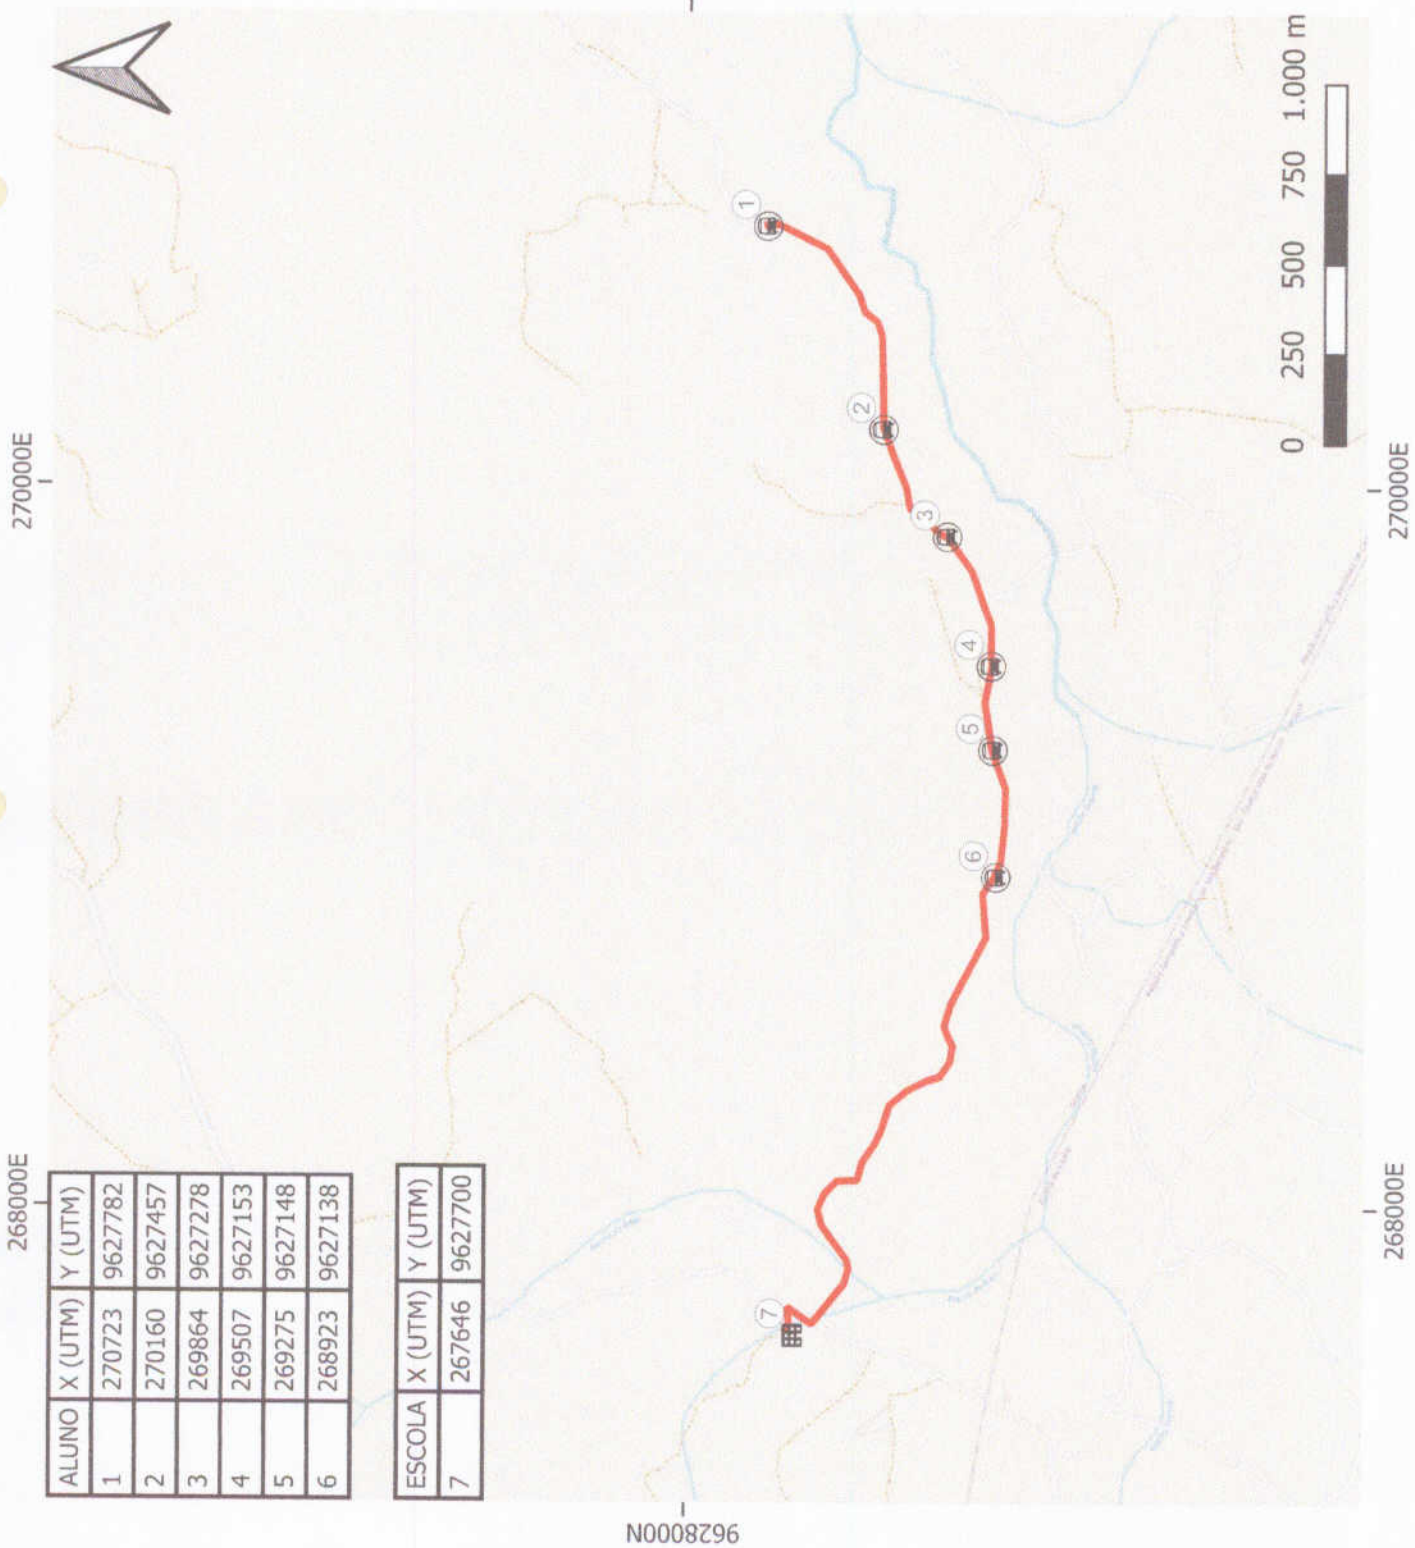 270000E
268000E
ALUNO X (UTM) Y (UTM)
1 270723 9627782
2 270160 9627457
3 269864 9627278
4 269507 9627153
5 269275 9627148
6 268923 9627138
ESCOLA X (UTM) Y (UTM)
7 267646 9627700
1
2
3
4
5
6
7
0 250 500 750 1.000 m
9628000N
268000E
270000E